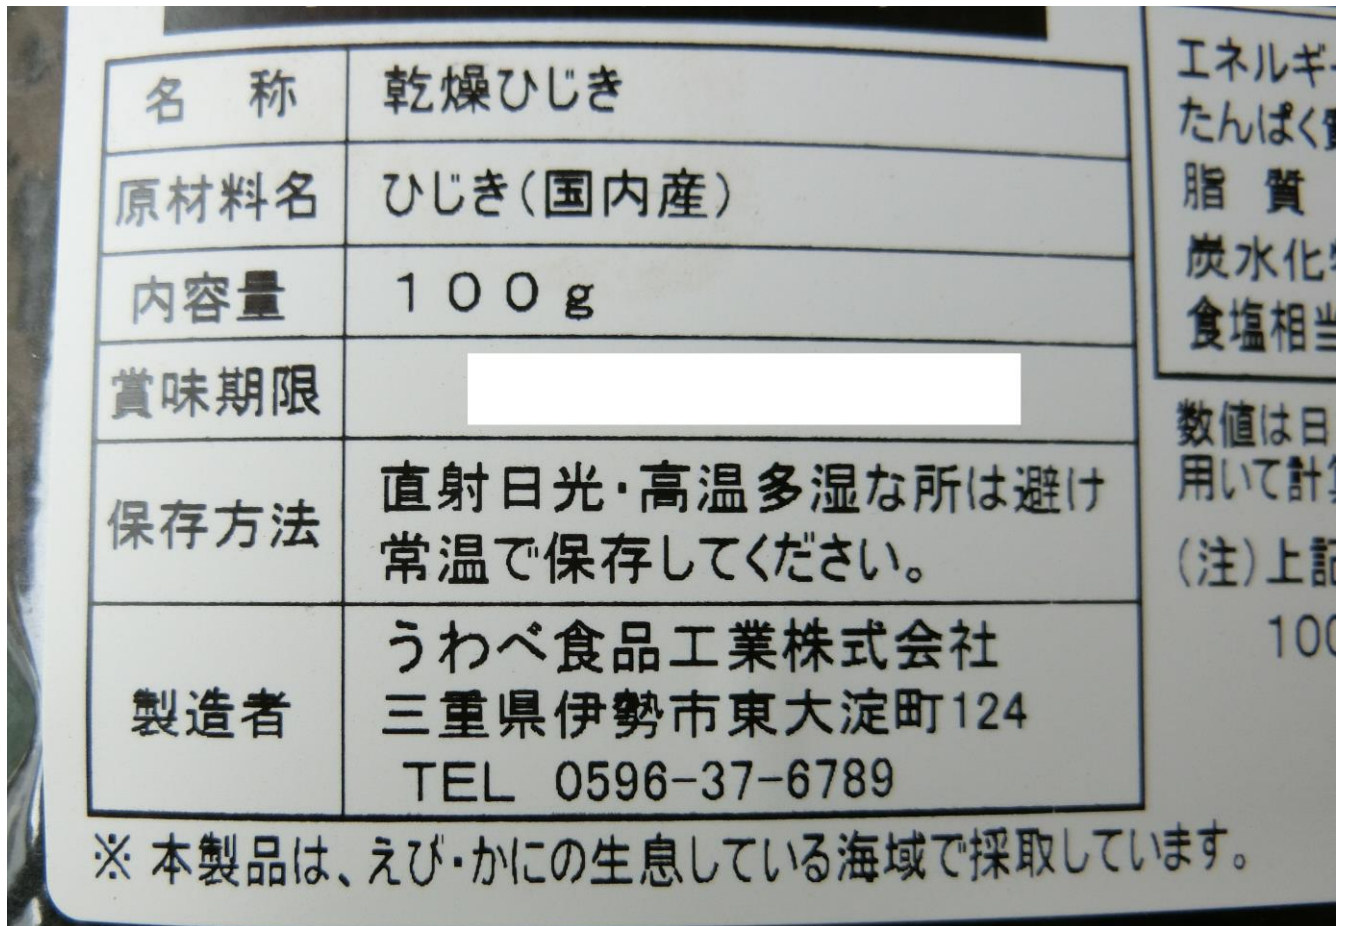 名 称 乾燥ひじき
原材料名 ひじき(国内産)
内容量 100g
賞味期限
保存方法 直射日光・高温多湿な所は避け
常温で保存してください。
製造者 うわべ食品工業株式会社
三重県伊勢市東大淀町124
TEL 0596-37-6789
※ 本製品は、えび・かにの生息している海域で採取しています。
エネルギー
たんぱく質
脂 質
炭水化物
食塩相当
数値は日
用いて計算
(注)上記
100